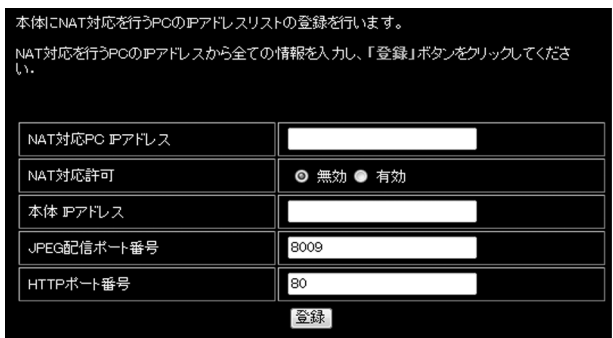 本体にNAT対応を行うPCのIPアドレスリストの登録を行います。
NAT対応を行うPCのIPアドレスから全ての情報を入力し、「登録」ボタンをクリックしてくださ
い.
NAT対応PC IPアドレス
NAT対応許可 無効 有効
本体 IPアドレス
JPEG配信ポート番号 8009
HTTPポート番号 80
登録